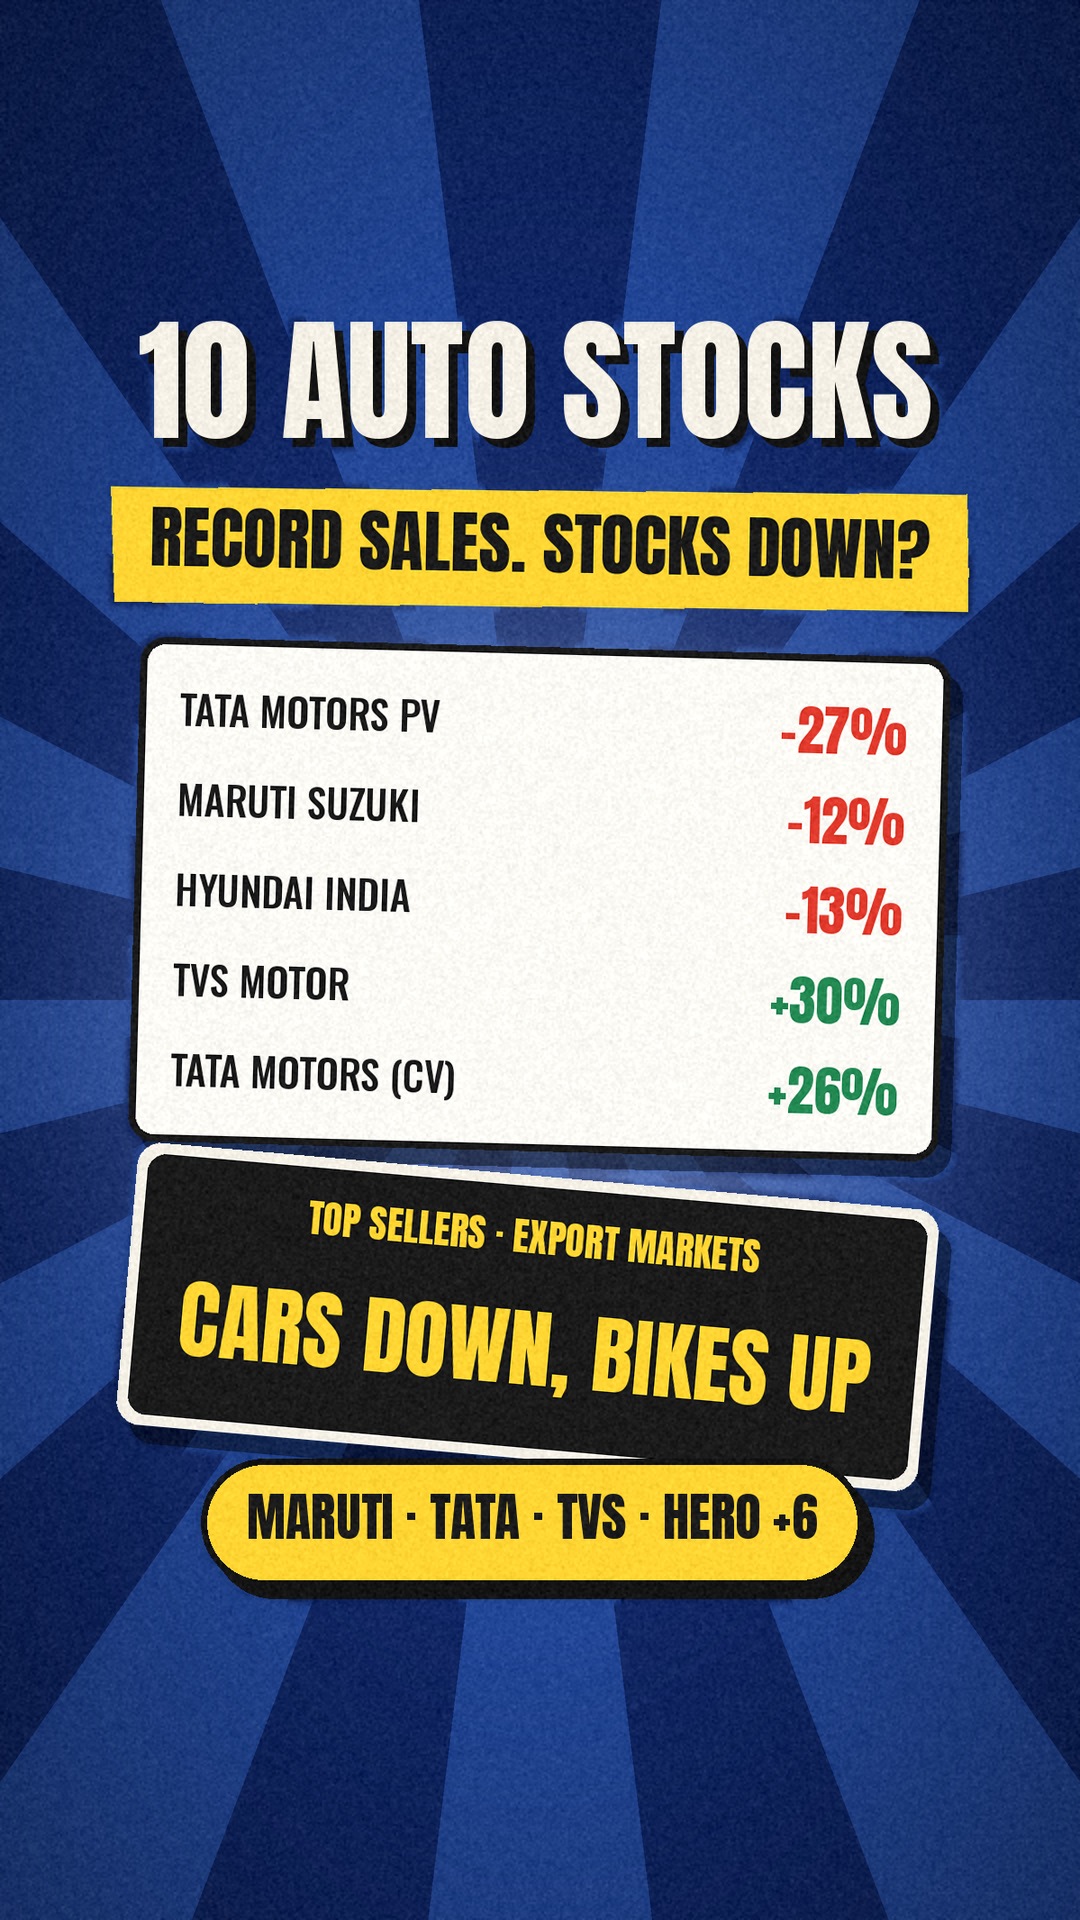 10 AUTO STOCKS
RECORD SALES. STOCKS DOWN?
TATA MOTORS PV -27%
MARUTI SUZUKI -12%
HYUNDAI INDIA -13%
TVS MOTOR +30%
TATA MOTORS (CV) +26%
TOP SELLERS · EXPORT MARKETS
CARS DOWN, BIKES UP
MARUTI · TATA · TVS · HERO +6